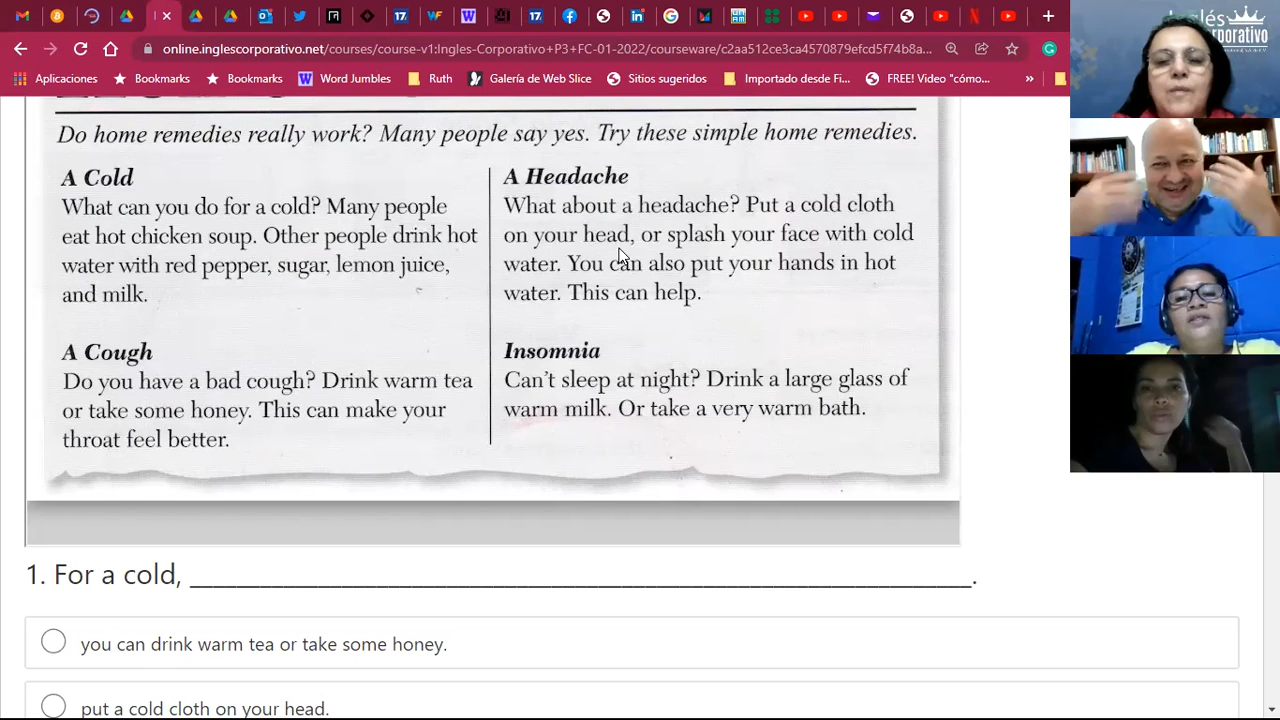 online.inglescorporativo.net/courses/course-v1:Ingles-Corporativo+P3+FC-01-2022/courseware/c2aa512ce3ca4570879efcd5f74b8a...
Aplicaciones Bookmarks Bookmarks Word Jumbles Ruth Galería de Web Slice Sitios sugeridos Importado desde Fi... FREE! Video "cómo... »
Do home remedies really work? Many people say yes. Try these simple home remedies.
A Cold
What can you do for a cold? Many people
eat hot chicken soup. Other people drink hot
water with red pepper, sugar, lemon juice,
and milk.
A Cough
Do you have a bad cough? Drink warm tea
or take some honey. This can make your
throat feel better.
A Headache
What about a headache? Put a cold cloth
on your head, or splash your face with cold
water. You can also put your hands in hot
water. This can help.
Insomnia
Can't sleep at night? Drink a large glass of
warm milk. Or take a very warm bath.
1. For a cold, ___.
you can drink warm tea or take some honey.
put a cold cloth on your head.